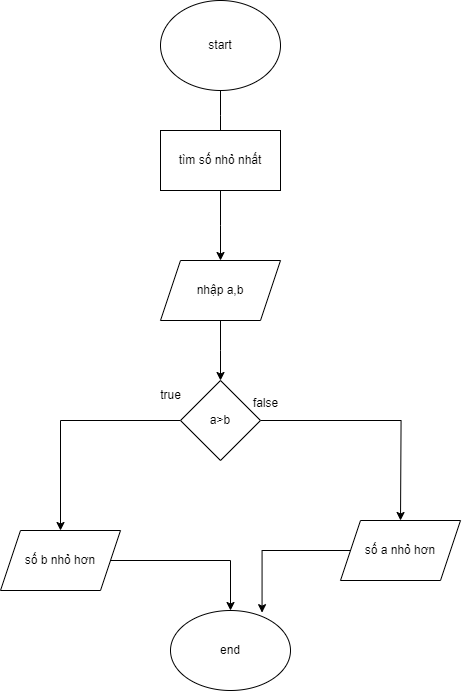 start
tìm số nhỏ nhất
nhập a,b
true
false
a>b
số b nhỏ hơn
số a nhỏ hơn
end